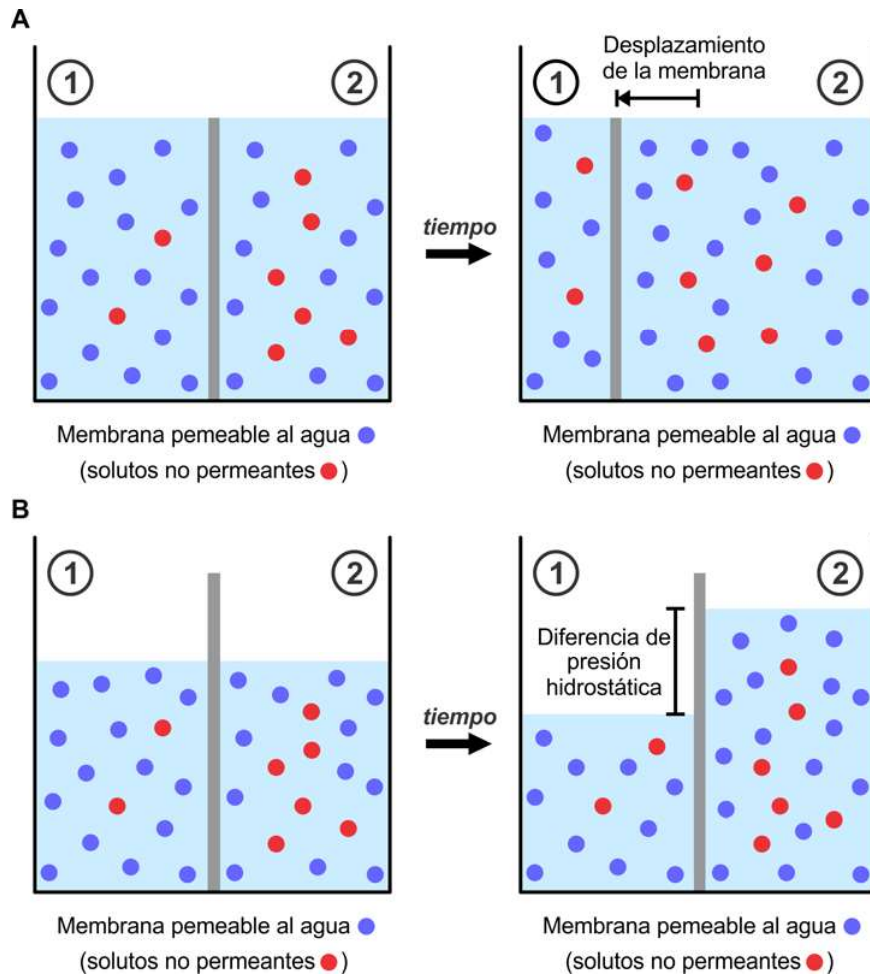 A
1
2
tiempo
Desplazamiento
de la membrana
1
2
Membrana pemeable al agua
(solutos no permeantes )
Membrana pemeable al agua
(solutos no permeantes )
B
1
2
tiempo
1
2
Diferencia de
presión
hidrostática
Membrana pemeable al agua
(solutos no permeantes )
Membrana pemeable al agua
(solutos no permeantes )